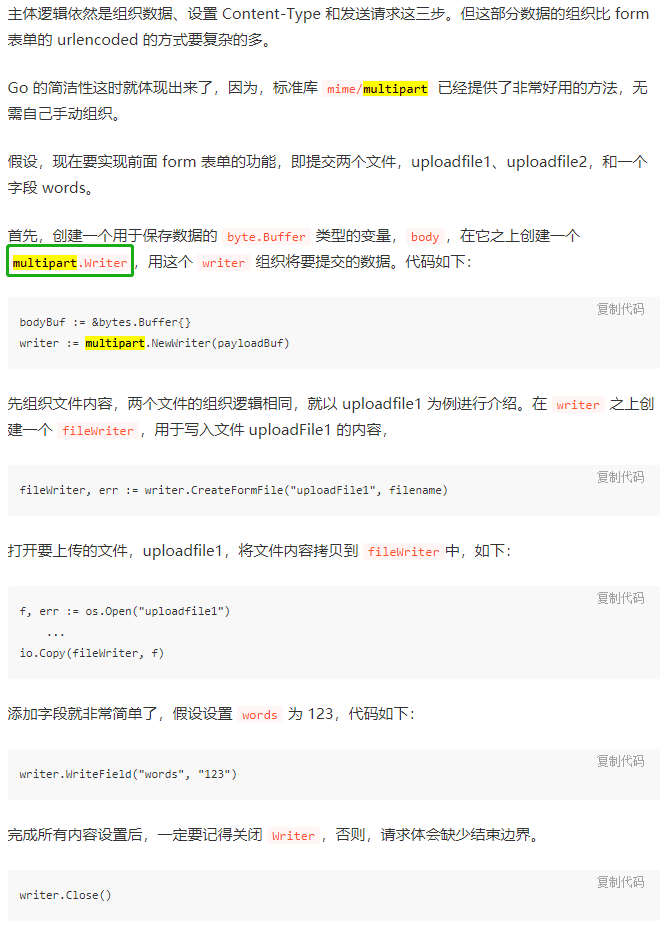 主体逻辑依然是组织数据、设置 Content-Type 和发送请求这三步。但这部分数据的组织比 form
表单的 urlencoded 的方式要复杂的多。
Go 的简洁性这时就体现出来了，因为，标准库 mime/multipart 已经提供了非常好用的方法，无
需自己手动组织。
假设，现在要实现前面 form 表单的功能，即提交两个文件，uploadfile1、uploadfile2，和一个
字段 words。
首先，创建一个用于保存数据的 byte.Buffer 类型的变量， body ，在它之上创建一个
multipart.Writer，用这个 writer 组织将要提交的数据。代码如下：
复制代码
bodyBuf := &bytes.Buffer{}
writer := multipart.NewWriter(payloadBuf)
先组织文件内容，两个文件的组织逻辑相同，就以 uploadfile1 为例进行介绍。在 writer 之上创
建一个 fileWriter ，用于写入文件 uploadFile1 的内容，
复制代码
fileWriter, err := writer.CreateFormFile("uploadFile1", filename)
打开要上传的文件，uploadfile1，将文件内容拷贝到 fileWriter 中，如下：
复制代码
f, err := os.Open("uploadfile1")
...
io.Copy(fileWriter, f)
添加字段就非常简单了，假设设置 words 为 123，代码如下：
复制代码
writer.WriteField("words", "123")
完成所有内容设置后，一定要记得关闭 Writer ，否则，请求体会缺少结束边界。
复制代码
writer.Close()